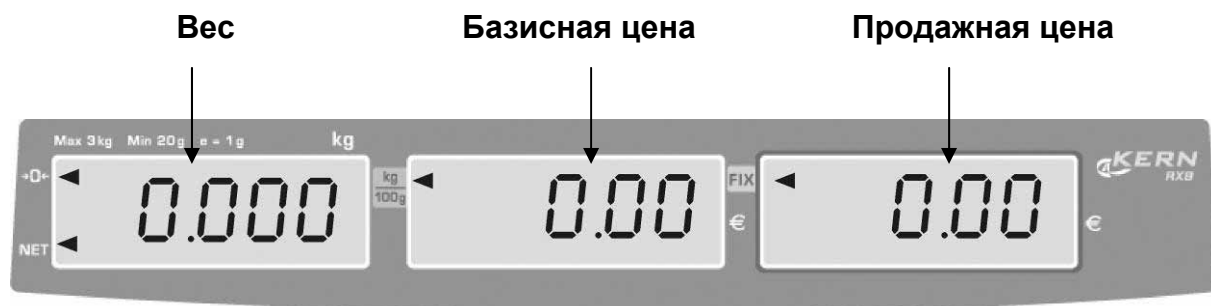 Вес Базисная цена Продажная цена
Max 3kg Min 20g e = 1g kg
→0← 0.000 kg 0.00 FIX 0.00 KERN
100g RXB
NET € €